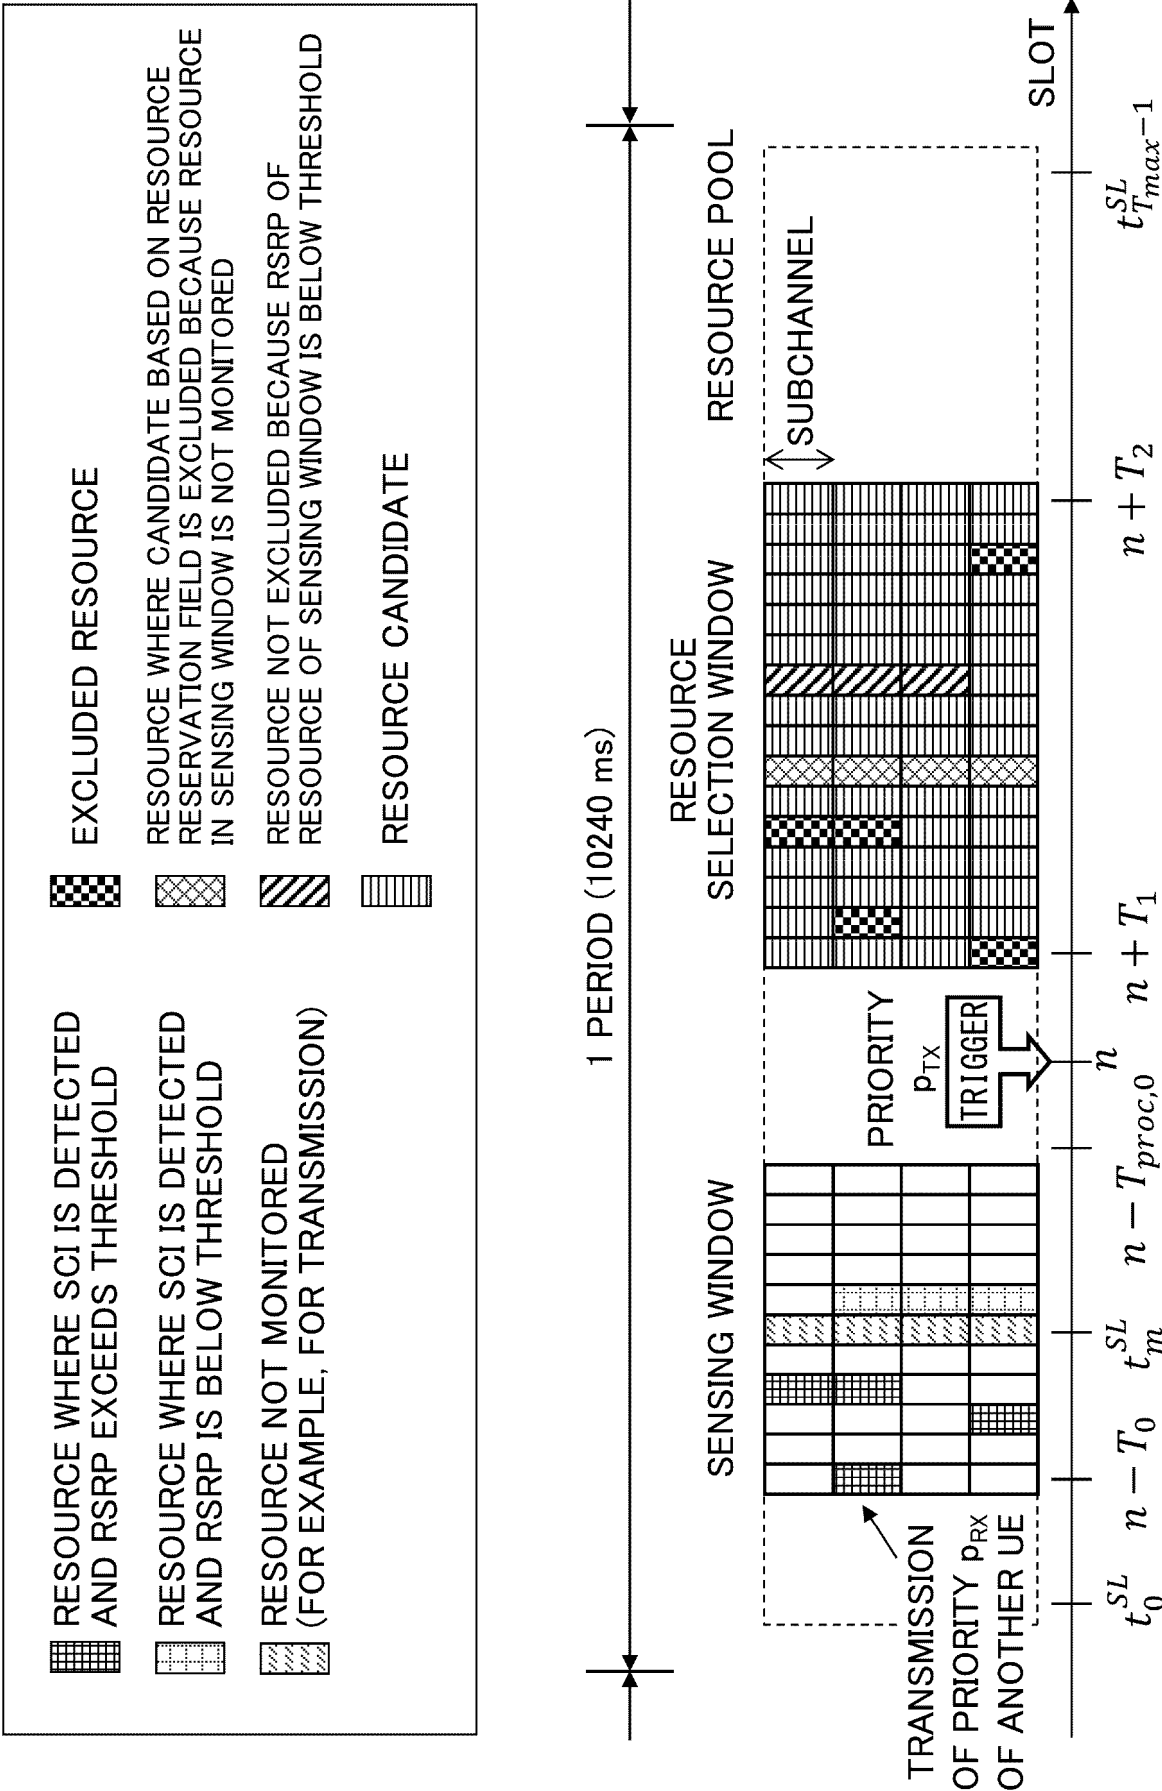 RESOURCE WHERE SCI IS DETECTED
AND RSRP EXCEEDS THRESHOLD
RESOURCE WHERE SCI IS DETECTED
AND RSRP IS BELOW THRESHOLD
RESOURCE NOT MONITORED
(FOR EXAMPLE, FOR TRANSMISSION)
EXCLUDED RESOURCE
RESOURCE WHERE CANDIDATE BASED ON RESOURCE
RESERVATION FIELD IS EXCLUDED BECAUSE RESOURCE
IN SENSING WINDOW IS NOT MONITORED
RESOURCE NOT EXCLUDED BECAUSE RSRP OF
RESOURCE OF SENSING WINDOW IS BELOW THRESHOLD
RESOURCE CANDIDATE
1 PERIOD (10240 ms)
SENSING WINDOW
RESOURCE
SELECTION WINDOW
RESOURCE POOL
SUBCHANNEL
PRIORITY
p_TX
TRIGGER
TRANSMISSION
OF PRIORITY p_RX
OF ANOTHER UE
SLOT
t_0^{SL}
n − T_0
t_m^{SL}
n − T_{proc,0}
n
n + T_1
n + T_2
t_{T_{max}−1}^{SL}